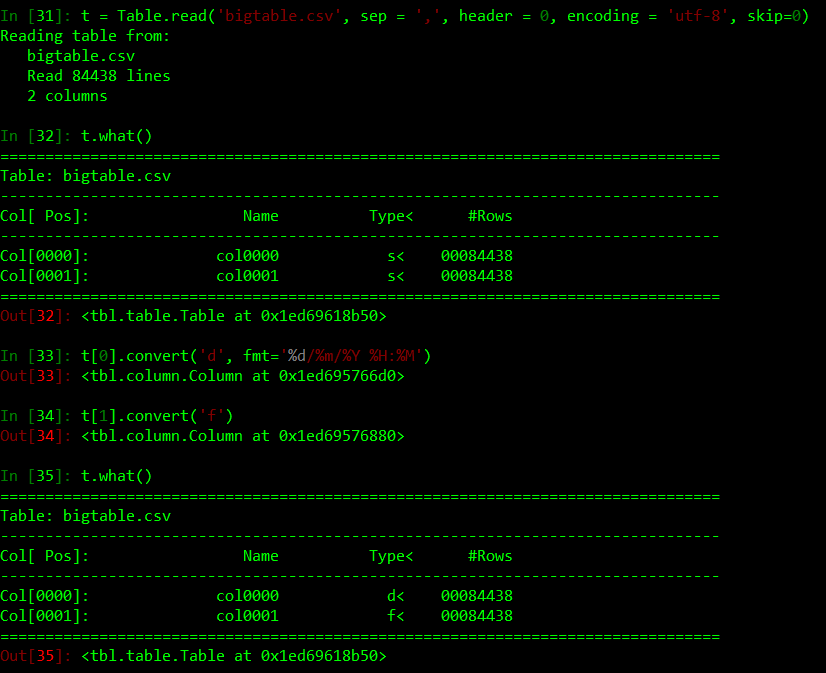 In [31]: t = Table.read('bigtable.csv', sep = ',', header = 0, encoding = 'utf-8', skip=0)
Reading table from:
   bigtable.csv
   Read 84438 lines
   2 columns

In [32]: t.what()
================================================================================
Table: bigtable.csv
--------------------------------------------------------------------------------
Col[ Pos]:                 Name          Type<      #Rows
--------------------------------------------------------------------------------
Col[0000]:              col0000            s<    00084438
Col[0001]:              col0001            s<    00084438
================================================================================
Out[32]: <tbl.table.Table at 0x1ed69618b50>

In [33]: t[0].convert('d', fmt='%d/%m/%Y %H:%M')
Out[33]: <tbl.column.Column at 0x1ed695766d0>

In [34]: t[1].convert('f')
Out[34]: <tbl.column.Column at 0x1ed69576880>

In [35]: t.what()
================================================================================
Table: bigtable.csv
--------------------------------------------------------------------------------
Col[ Pos]:                 Name          Type<      #Rows
--------------------------------------------------------------------------------
Col[0000]:              col0000            d<    00084438
Col[0001]:              col0001            f<    00084438
================================================================================
Out[35]: <tbl.table.Table at 0x1ed69618b50>